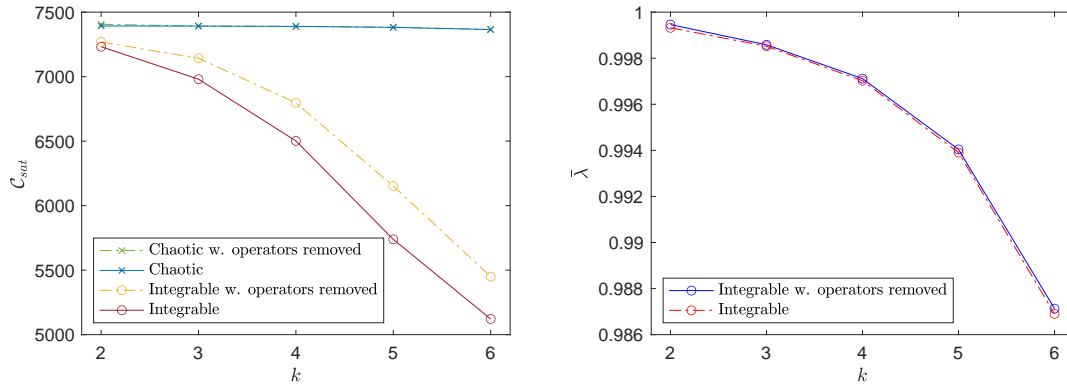 7500
7000
6500
6000
5500
5000
2 3 4 5 6
k
𝒞sat
Chaotic w. operators removed
Chaotic
Integrable w. operators removed
Integrable
1
0.998
0.996
0.994
0.992
0.99
0.988
0.986
2 3 4 5 6
k
λ̄
Integrable w. operators removed
Integrable